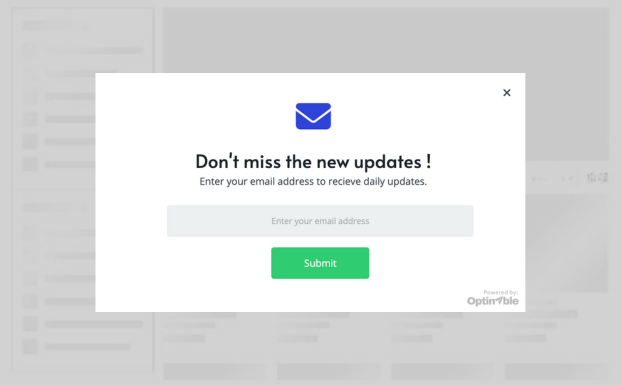 Don't miss the new updates !
Enter your email address to recieve daily updates.
Enter your email address
Submit
Powered by:
Optinable